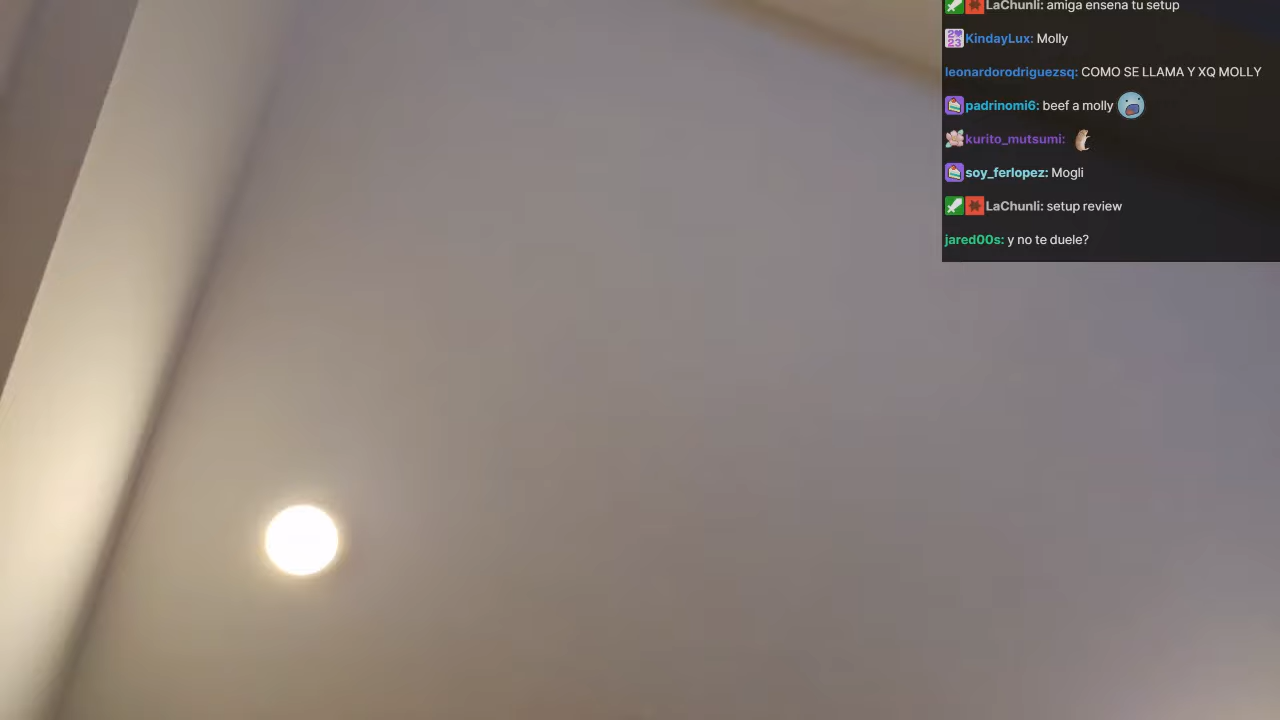 LaChunli: amiga ensena tu setup
KindayLux: Molly
leonardorodriguezsq: COMO SE LLAMA Y XQ MOLLY
padrinomi6: beef a molly
kurito_mutsumi:
soy_ferlopez: Mogli
LaChunli: setup review
jared00s: y no te duele?